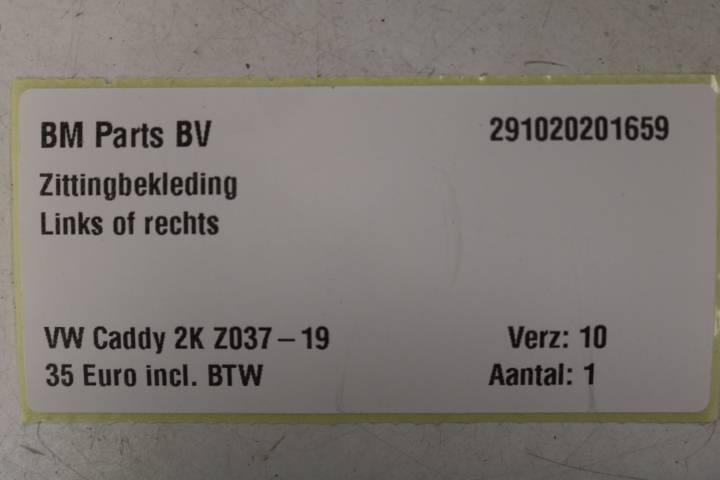 BM Parts BV 291020201659
Zittingbekleding
Links of rechts
VW Caddy 2K Z037 – 19 Verz: 10
35 Euro incl. BTW Aantal: 1